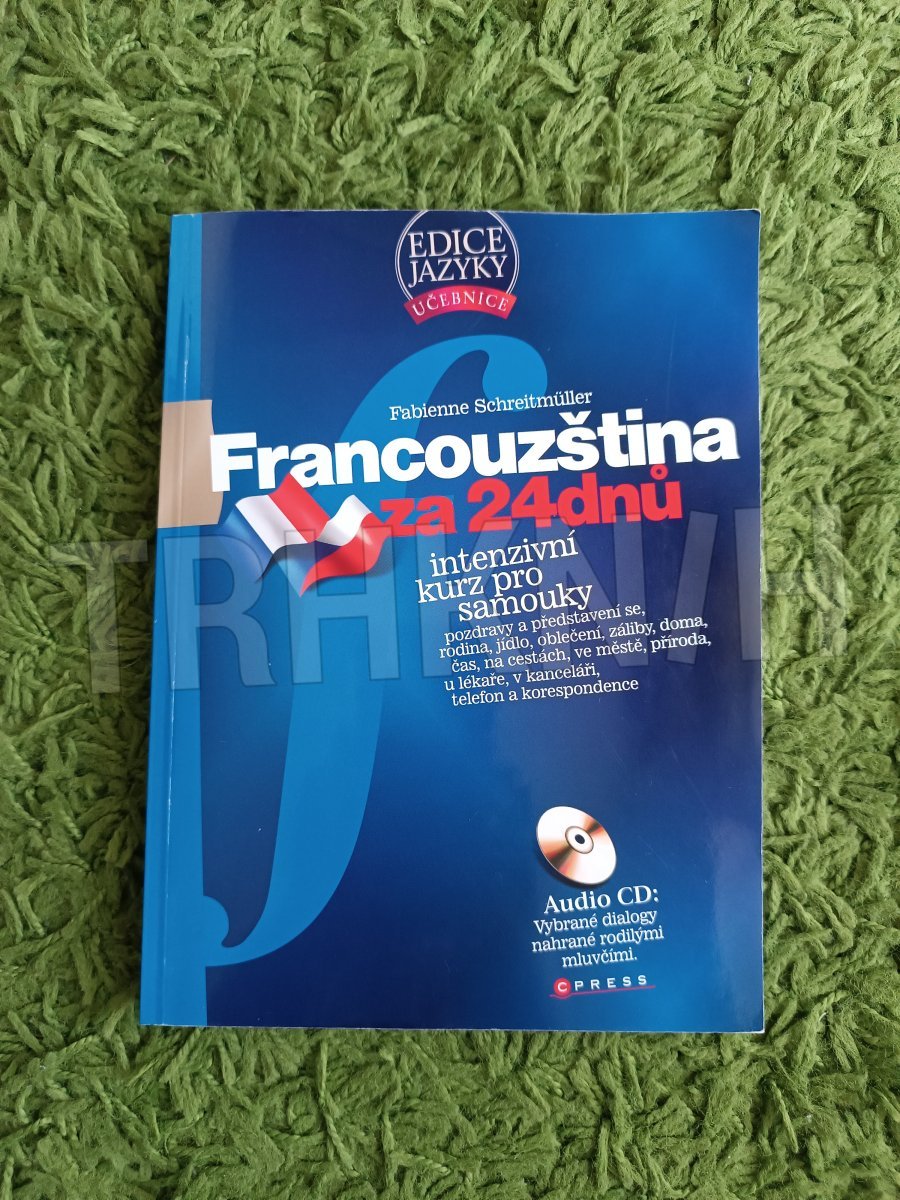 EDICE
JAZYKY
UČEBNICE
Fabienne Schreitmüller
Francouzština
za 24dnů
intenzivní
kurz pro
samouky
pozdravy a představení se,
rodina, jídlo, oblečení, záliby, doma,
čas, na cestách, ve městě, příroda,
u lékaře, v kanceláři,
telefon a korespondence
TRHKNIH
Audio CD:
Vybrané dialogy
nahrané rodilými
mluvčími.
CPRESS